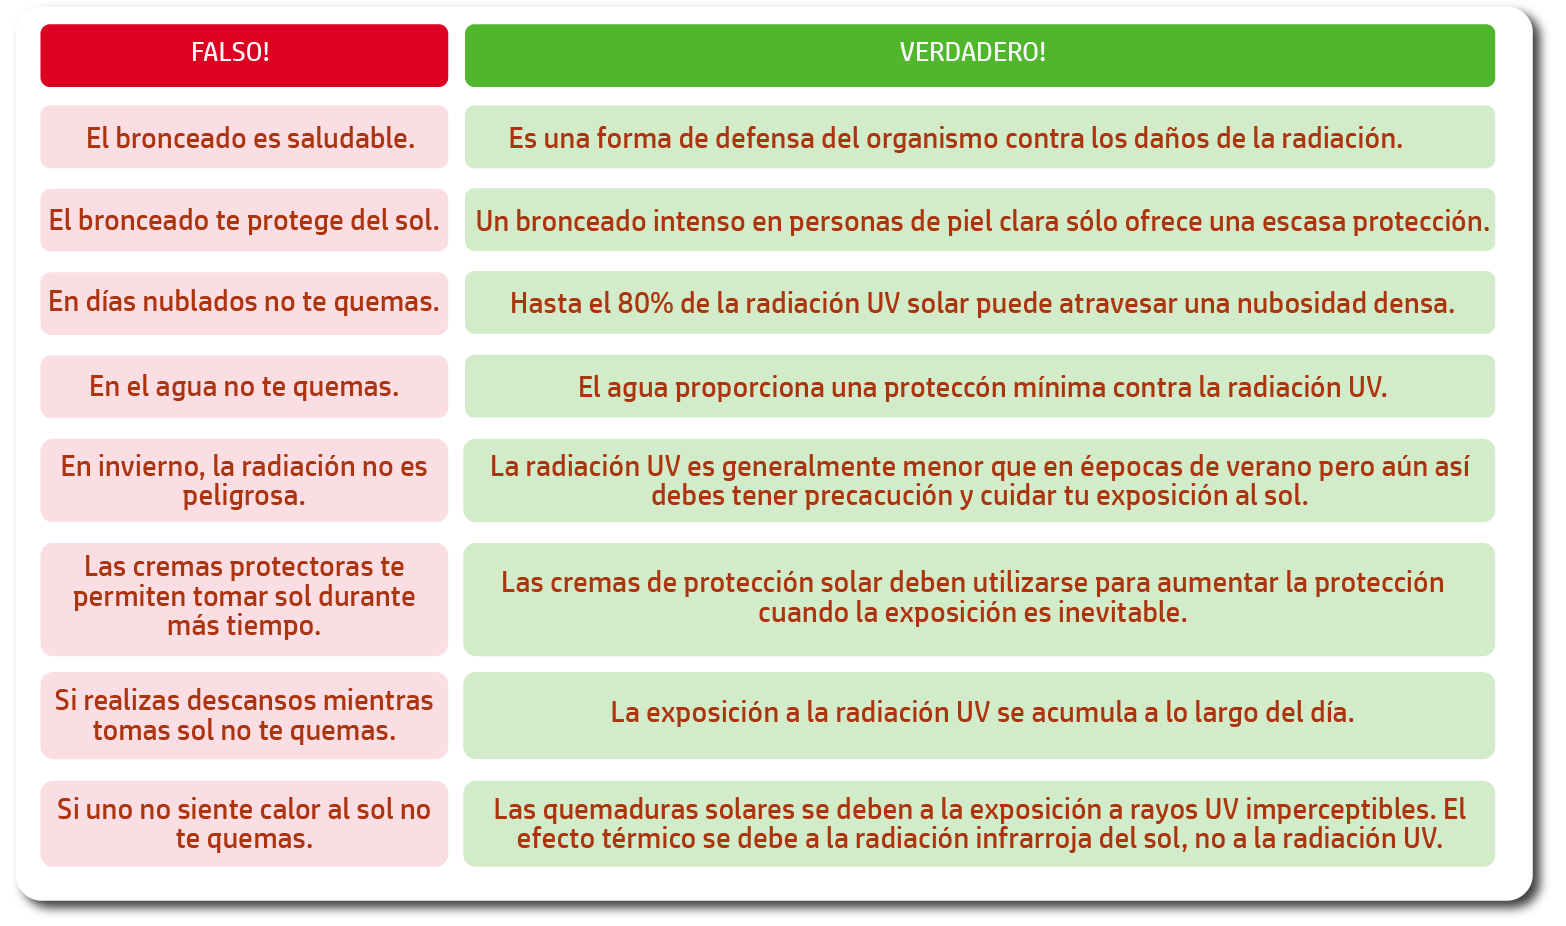 FALSO!
VERDADERO!
El bronceado es saludable.
Es una forma de defensa del organismo contra los daños de la radiación.
El bronceado te protege del sol.
Un bronceado intenso en personas de piel clara sólo ofrece una escasa protección.
En días nublados no te quemas.
Hasta el 80% de la radiación UV solar puede atravesar una nubosidad densa.
En el agua no te quemas.
El agua proporciona una proteccón mínima contra la radiación UV.
En invierno, la radiación no es
peligrosa.
La radiación UV es generalmente menor que en éepocas de verano pero aún así
debes tener precacución y cuidar tu exposición al sol.
Las cremas protectoras te
permiten tomar sol durante
más tiempo.
Las cremas de protección solar deben utilizarse para aumentar la protección
cuando la exposición es inevitable.
Si realizas descansos mientras
tomas sol no te quemas.
La exposición a la radiación UV se acumula a lo largo del día.
Si uno no siente calor al sol no
te quemas.
Las quemaduras solares se deben a la exposición a rayos UV imperceptibles. El
efecto térmico se debe a la radiación infrarroja del sol, no a la radiación UV.